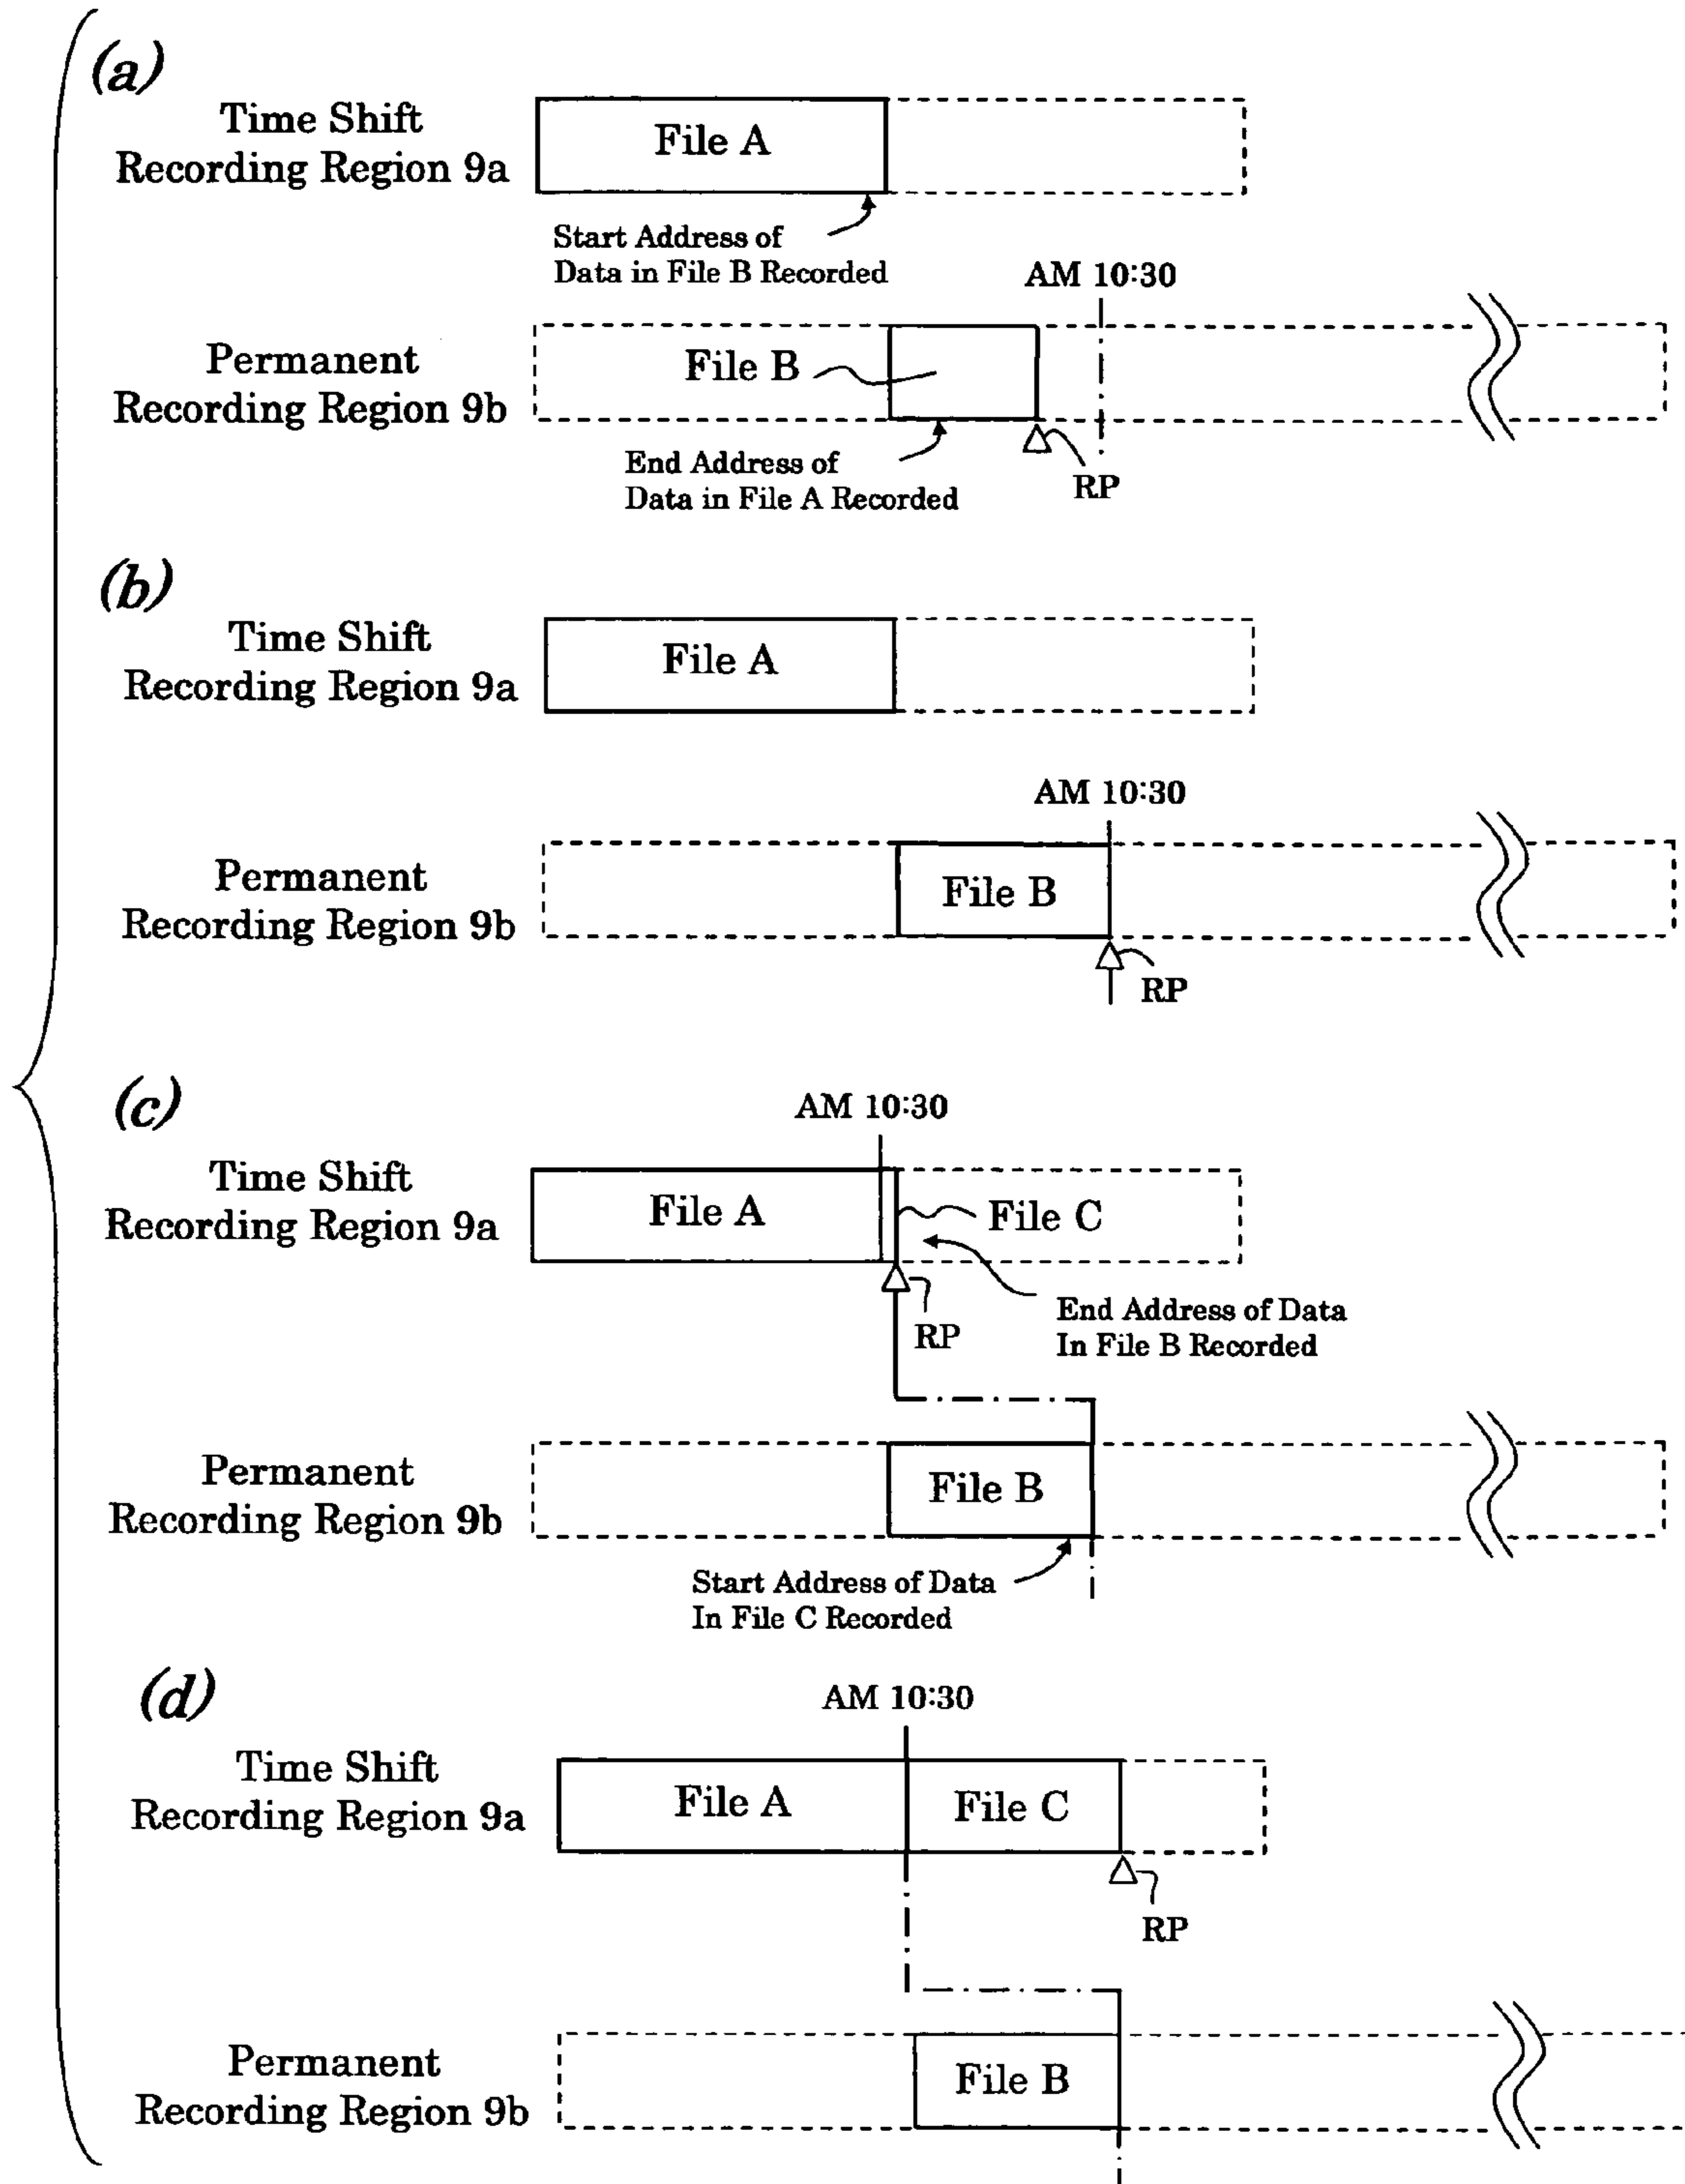 (a)
Time Shift
Recording Region 9a
File A
Start Address of
Data in File B Recorded
AM 10:30
Permanent
Recording Region 9b
File B
End Address of
Data in File A Recorded
RP
(b)
Time Shift
Recording Region 9a
File A
AM 10:30
Permanent
Recording Region 9b
File B
RP
(c)
AM 10:30
Time Shift
Recording Region 9a
File A
File C
RP
End Address of Data
In File B Recorded
Permanent
Recording Region 9b
File B
Start Address of Data
In File C Recorded
(d)
AM 10:30
Time Shift
Recording Region 9a
File A
File C
RP
Permanent
Recording Region 9b
File B